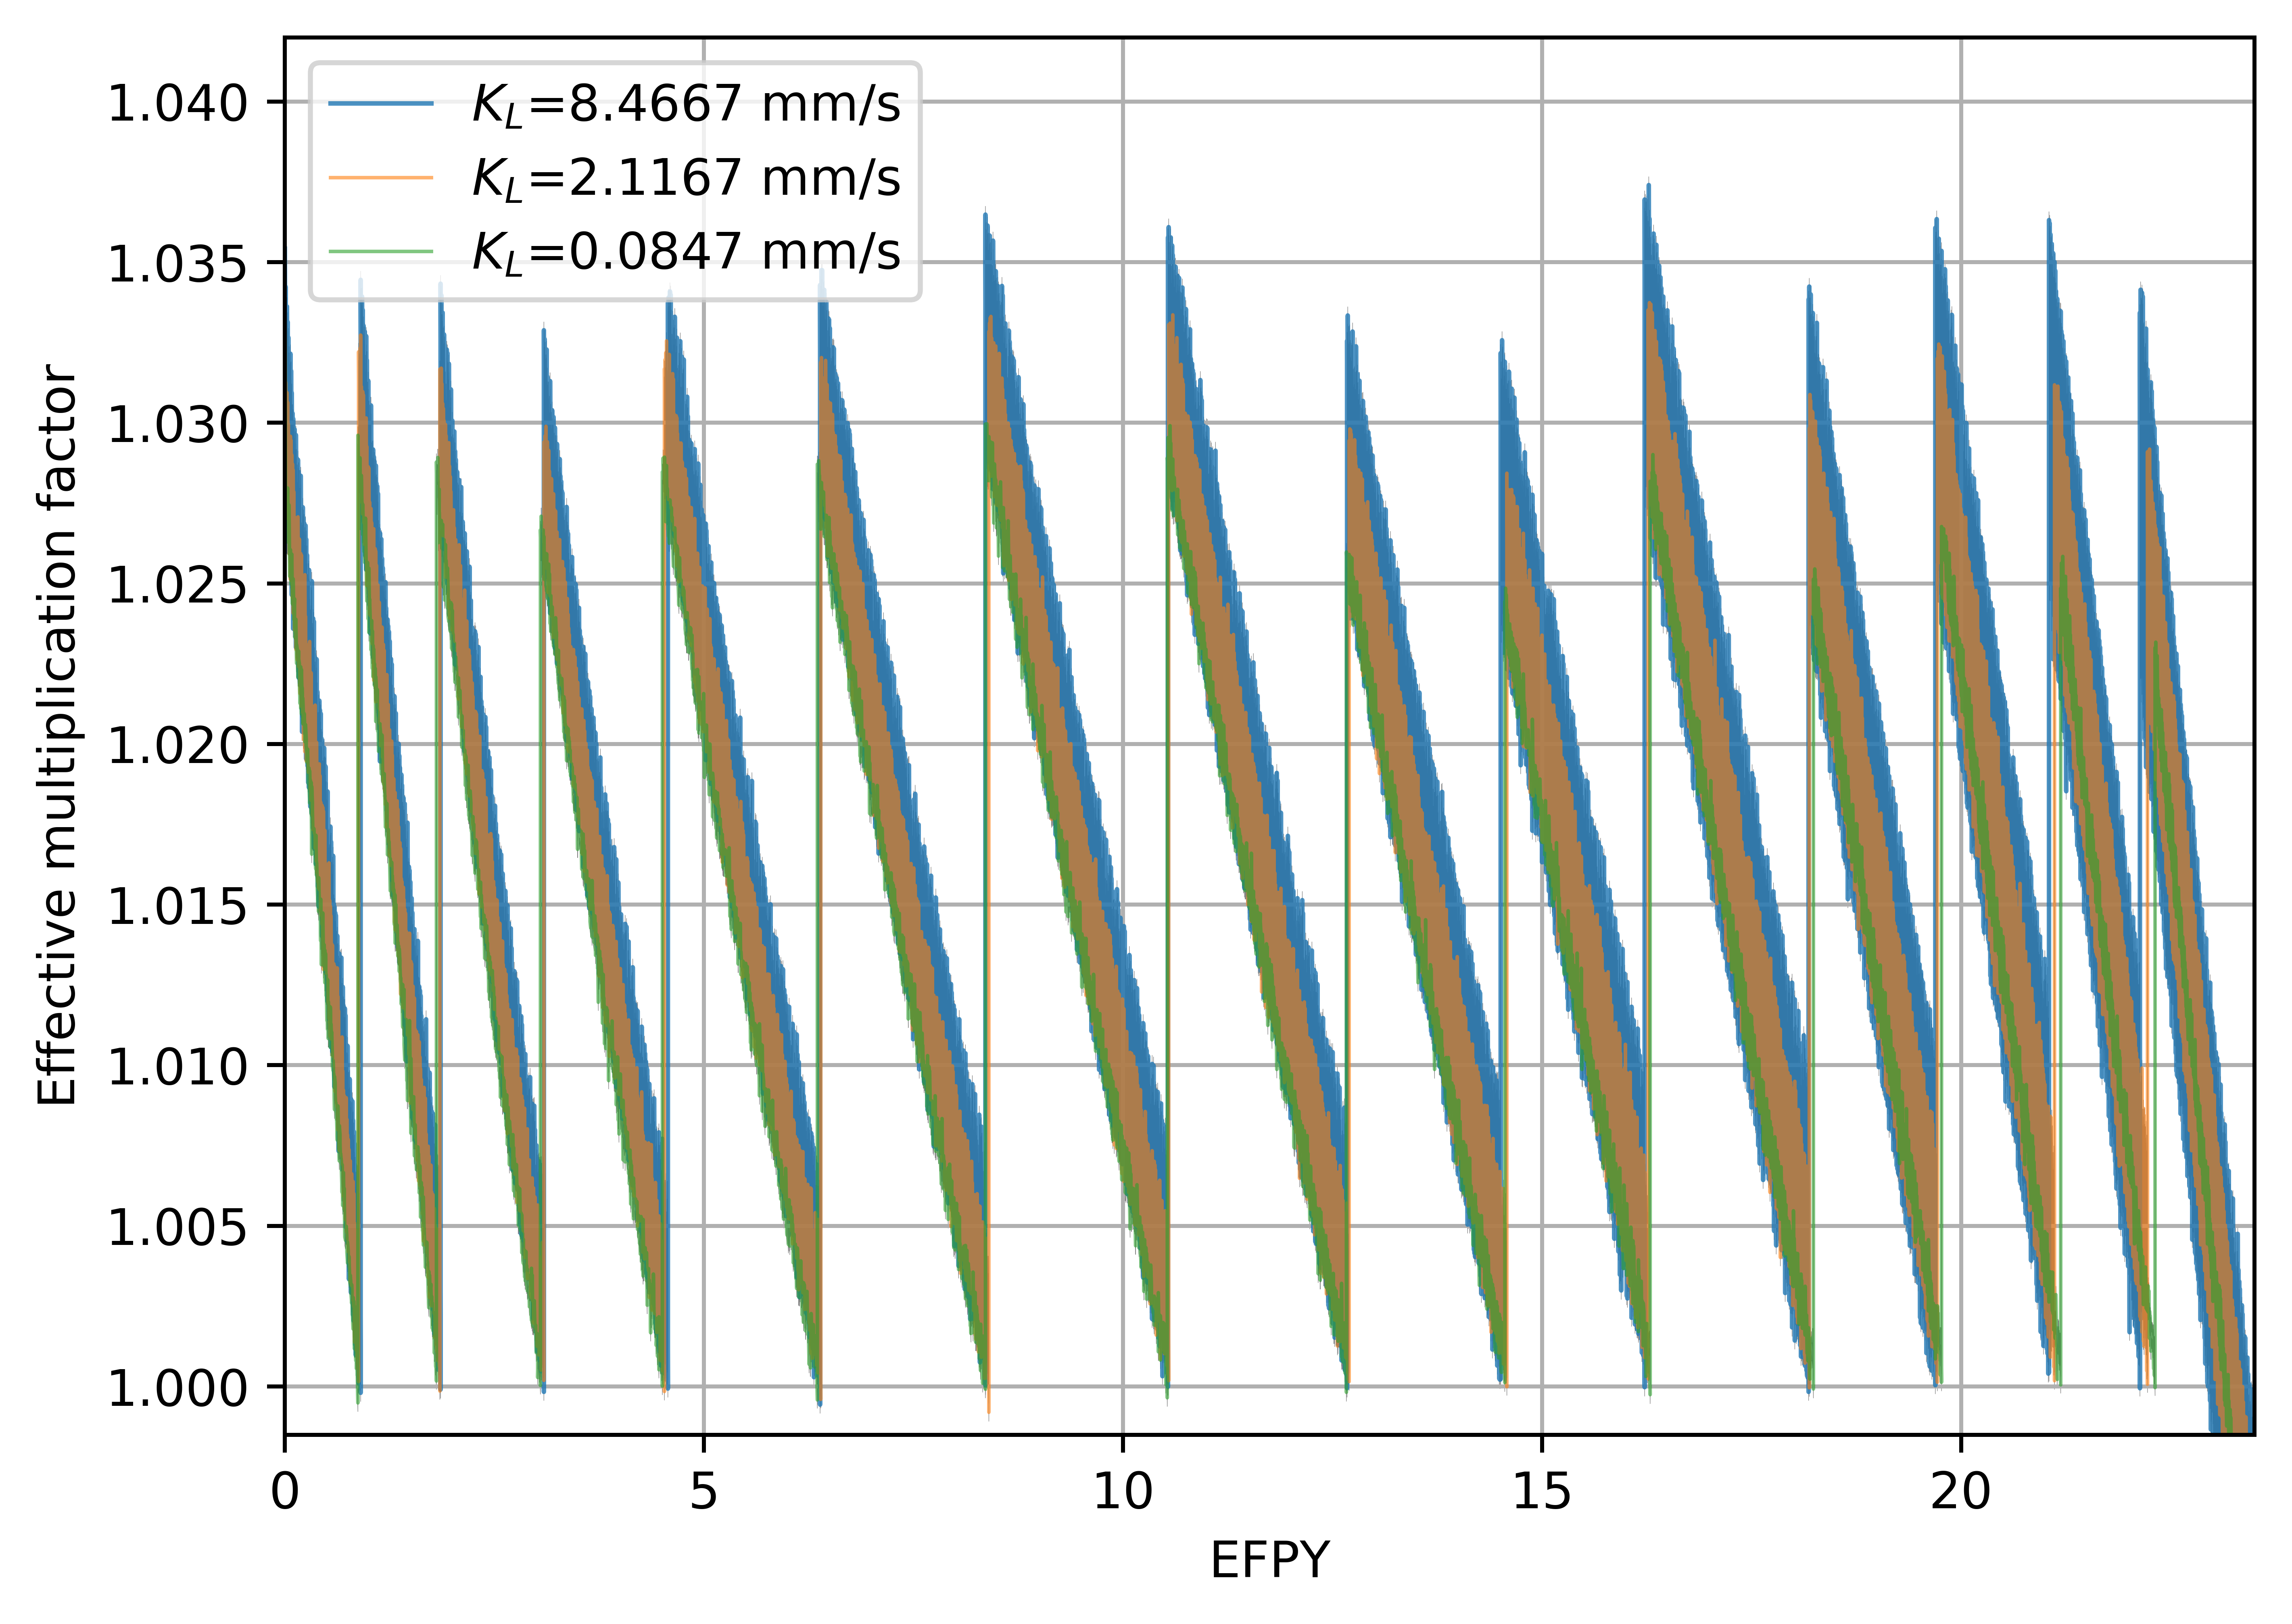 Effective multiplication factor
1.040
1.035
1.030
1.025
1.020
1.015
1.010
1.005
1.000
K_L=8.4667 mm/s
K_L=2.1167 mm/s
K_L=0.0847 mm/s
0 5 10 15 20
EFPY